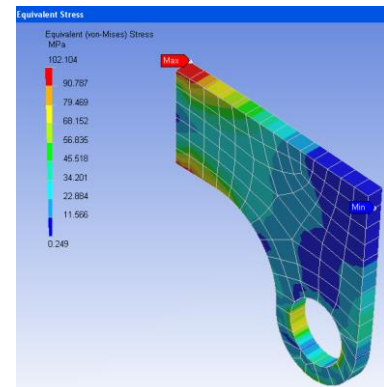 Equivalent Stress
Equivalent (von-Mises) Stress
MPa
102.104
90.787
79.469
68.152
56.835
45.518
34.201
22.884
11.566
0.249
Max
Min